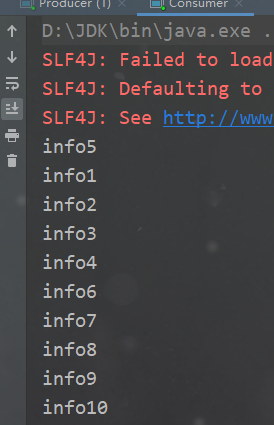 Producer (1) Consumer
D:\JDK\bin\java.exe .
SLF4J: Failed to load
SLF4J: Defaulting to
SLF4J: See http://www
info5
info1
info2
info3
info4
info6
info7
info8
info9
info10